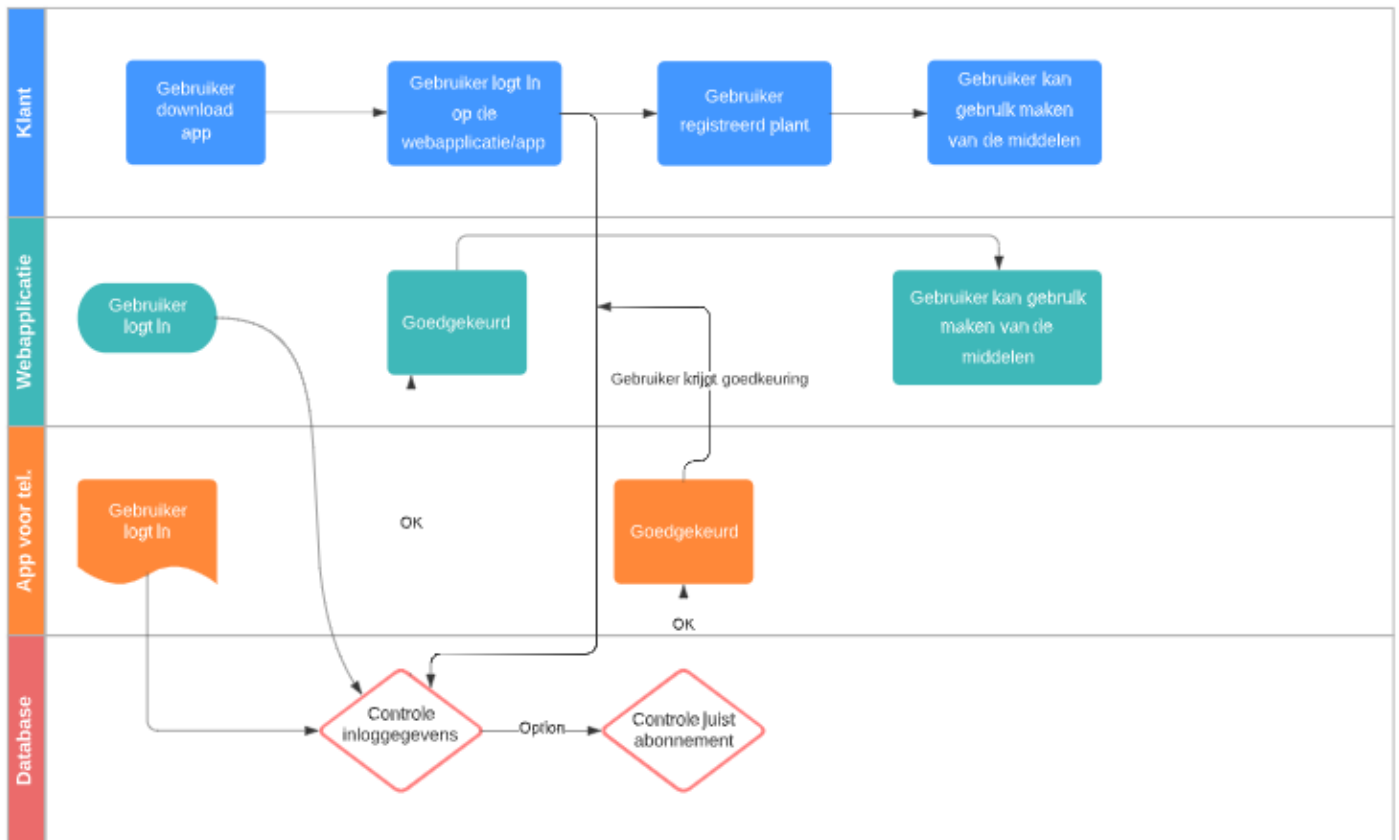 Klant
Gebruiker
download
app
Gebruiker logt in
op de
webapplicatie/app
Gebruiker
registreerd plant
Gebruiker kan
gebruik maken
van de middelen
Webapplicatie
Gebruiker
logt in
Goedgekeurd
Gebruiker krijgt goedkeuring
Gebruiker kan gebruik
maken van de
middelen
App voor tel.
Gebruiker
logt in
OK
Goedgekeurd
OK
Database
Controle
inloggegevens
Option
Controle juist
abonnement